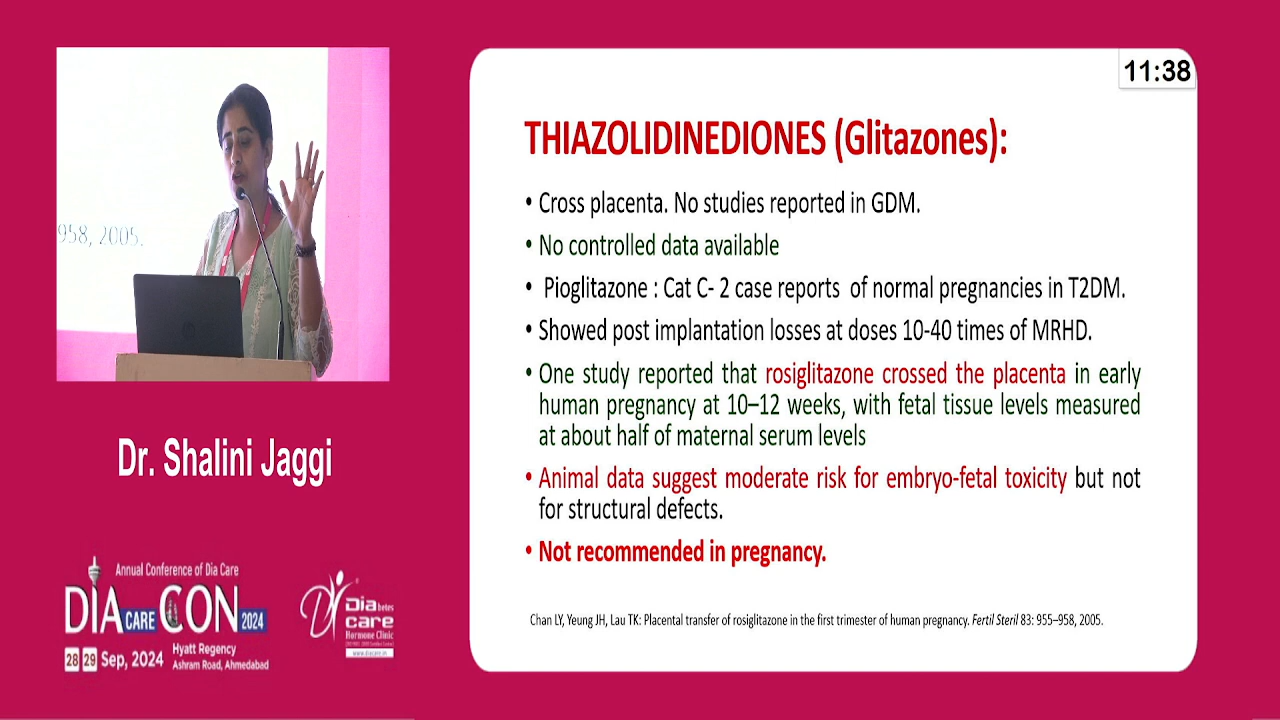 11:38
THIAZOLIDINEDIONES (Glitazones):
• Cross placenta. No studies reported in GDM.
• No controlled data available
• Pioglitazone : Cat C- 2 case reports of normal pregnancies in T2DM.
• Showed post implantation losses at doses 10-40 times of MRHD.
• One study reported that rosiglitazone crossed the placenta in early
human pregnancy at 10–12 weeks, with fetal tissue levels measured
at about half of maternal serum levels
• Animal data suggest moderate risk for embryo-fetal toxicity but not
for structural defects.
• Not recommended in pregnancy.
Chan LY, Yeung JH, Lau TK: Placental transfer of rosiglitazone in the first trimester of human pregnancy. Fertil Steril 83: 955–958, 2005.
958, 2005.
Dr. Shalini Jaggi
Annual Conference of Dia Care
DIA CARE CON 2024
28 29 Sep, 2024
Hyatt Regency
Ashram Road, Ahmedabad
Diabetes
care
Hormone Clinic
www.diacare.in